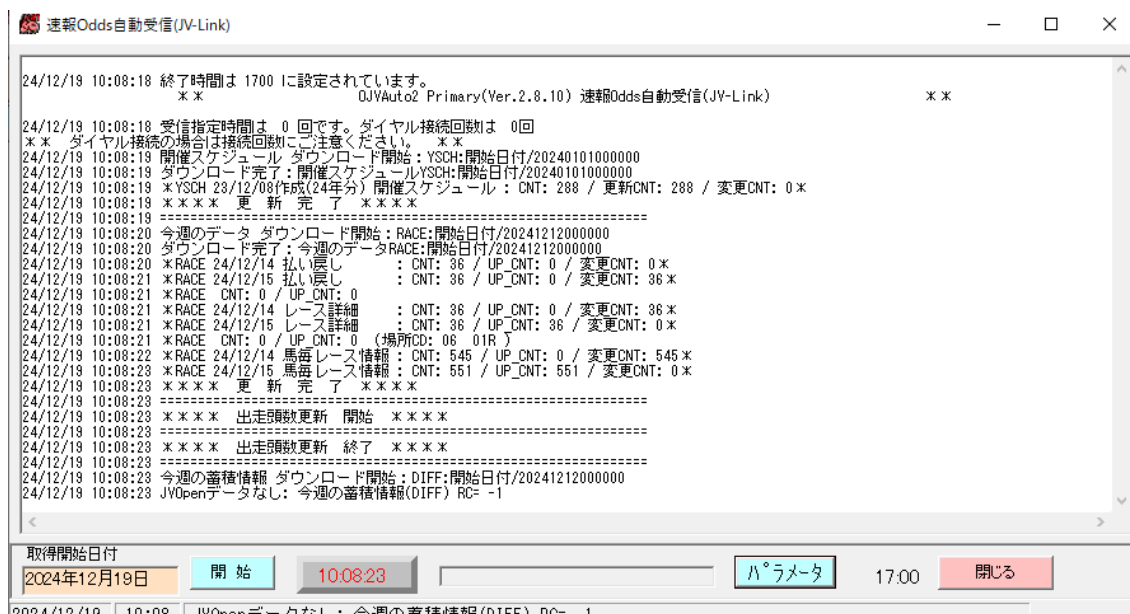 速報Odds自動受信(JV-Link)
24/12/19 10:08:18 終了時間は 1700 に設定されています。
** OJVAuto2 Primary(Ver.2.8.10) 速報Odds自動受信(JV-Link) **
24/12/19 10:08:18 受信指定時間は 0 回です。ダイヤル接続回数は 0回
** ダイヤル接続の場合は接続回数にご注意ください。 **
24/12/19 10:08:19 開催スケジュール ダウンロード開始：YSCH:開始日付/20240101000000
24/12/19 10:08:19 ダウンロード完了：開催スケジュールYSCH:開始日付/20240101000000
24/12/19 10:08:19 *YSCH 23/12/08作成(24年分) 開催スケジュール : CNT: 288 / 更新CNT: 288 / 変更CNT: 0*
24/12/19 10:08:19 **** 更 新 完 了 ****
24/12/19 10:08:19 =============================================================
24/12/19 10:08:20 今週のデータ ダウンロード開始：RACE:開始日付/20241212000000
24/12/19 10:08:20 ダウンロード完了：今週のデータRACE:開始日付/20241212000000
24/12/19 10:08:20 *RACE 24/12/14 払い戻し : CNT: 36 / UP_CNT: 0 / 変更CNT: 0*
24/12/19 10:08:21 *RACE 24/12/15 払い戻し : CNT: 36 / UP_CNT: 0 / 変更CNT: 36*
24/12/19 10:08:21 *RACE CNT: 0 / UP_CNT: 0
24/12/19 10:08:21 *RACE 24/12/14 レース詳細 : CNT: 36 / UP_CNT: 0 / 変更CNT: 36*
24/12/19 10:08:21 *RACE 24/12/15 レース詳細 : CNT: 36 / UP_CNT: 36 / 変更CNT: 0*
24/12/19 10:08:21 *RACE CNT: 0 / UP_CNT: 0 (場所CD: 06 01R )
24/12/19 10:08:22 *RACE 24/12/14 馬毎レース情報 : CNT: 545 / UP_CNT: 0 / 変更CNT: 545*
24/12/19 10:08:23 *RACE 24/12/15 馬毎レース情報 : CNT: 551 / UP_CNT: 551 / 変更CNT: 0*
24/12/19 10:08:23 **** 更 新 完 了 ****
24/12/19 10:08:23 =============================================================
24/12/19 10:08:23 **** 出走頭数更新 開始 ****
24/12/19 10:08:23 =============================================================
24/12/19 10:08:23 **** 出走頭数更新 終了 ****
24/12/19 10:08:23 =============================================================
24/12/19 10:08:23 今週の蓄積情報 ダウンロード開始：DIFF:開始日付/20241212000000
24/12/19 10:08:23 JVOpenデータなし: 今週の蓄積情報(DIFF) RC= -1
取得開始日付
2024年12月19日 開 始 10:08:23 パラメータ 17:00 閉じる
2024/12/19 10:08 JVOpenデータなし: 今週の蓄積情報(DIFF) RC= -1